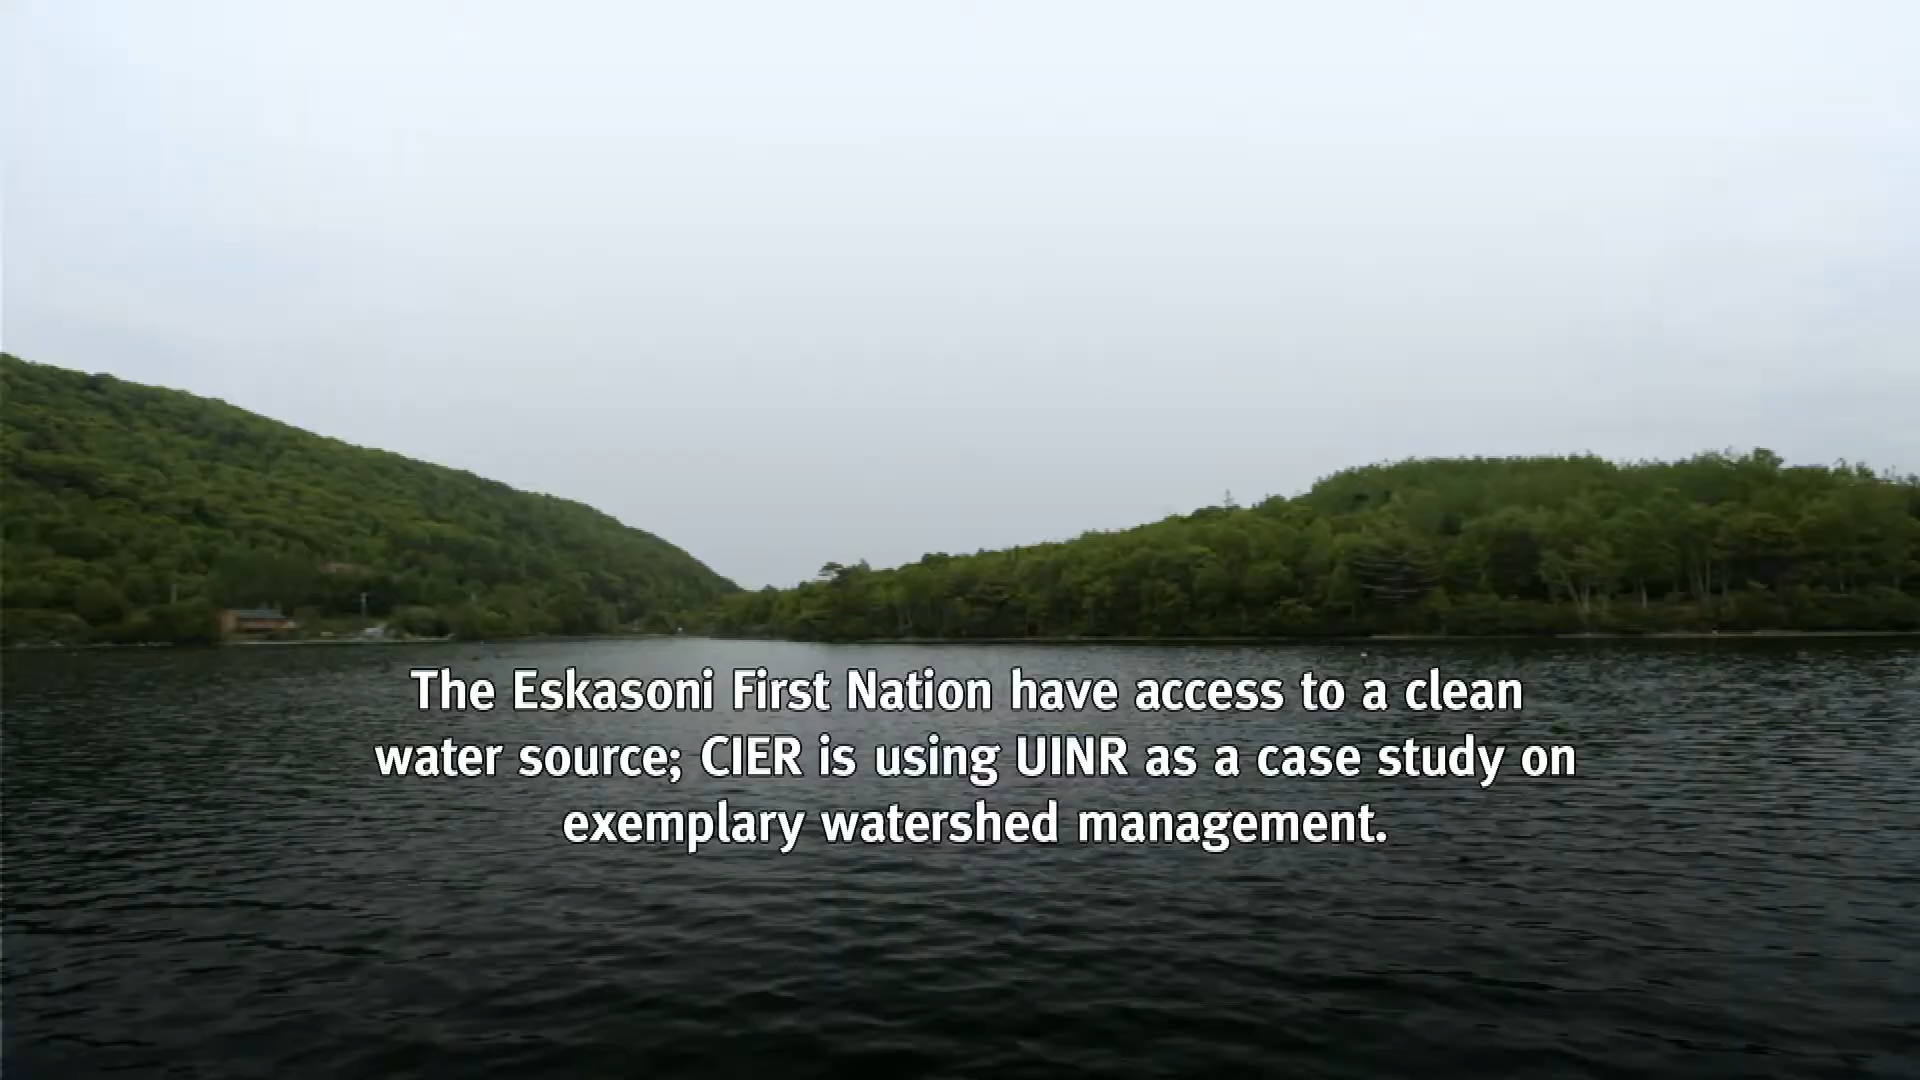 The Eskasoni First Nation have access to a clean
water source; CIER is using UINR as a case study on
exemplary watershed management.